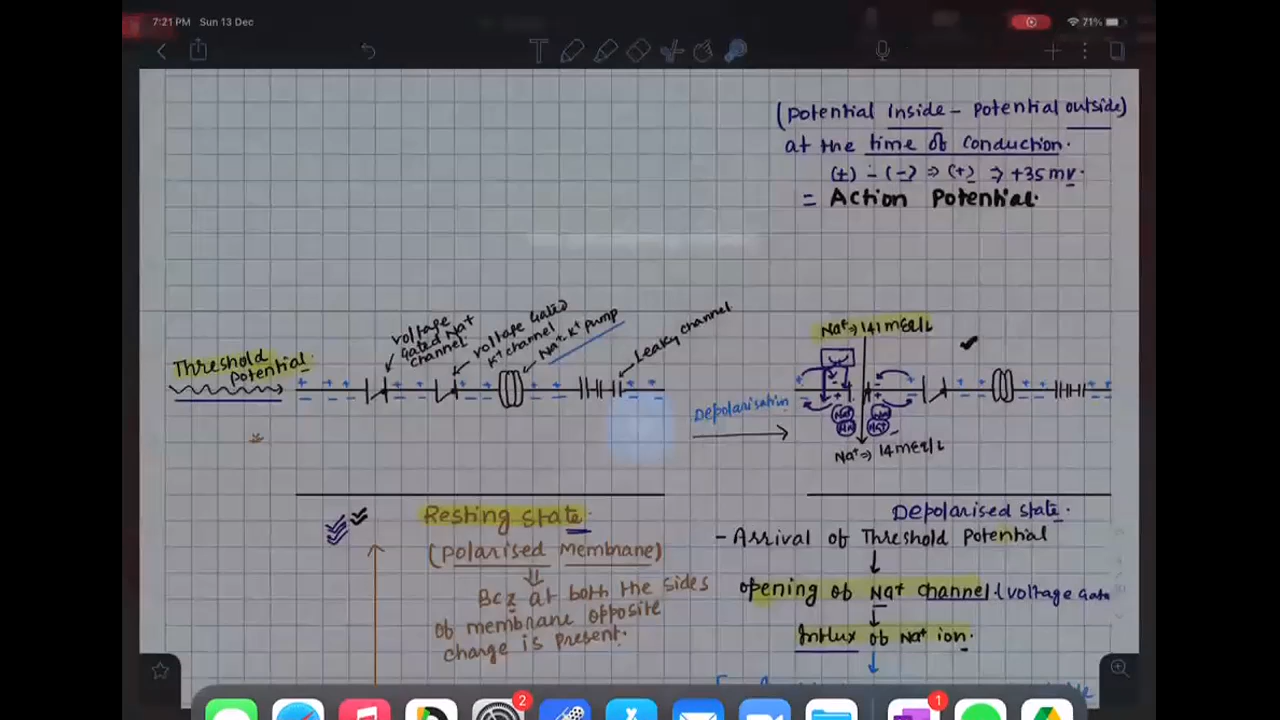 7:21 PM Sun 13 Dec
71%
(Potential Inside - Potential outside)
at the time of conduction.
(+) - (-) ⇒ (+) ⇒ +35 mv.
= Action Potential.
Threshold
Potential.
voltage
Gated Na+
channel.
voltage Gated
K+ channel
Na+-K+ pump
Leaky channel
Na+ ⇒ 141 mEq/L
Depolarisation
Na+ ⇒ 14 mEq/L
Resting state.
(Polarised Membrane)
Bcz at both the sides
of membrane opposite
charge is present.
Depolarised state.
- Arrival of Threshold Potential
opening of Na+ channel. (voltage Gate
Influx of Na+ ion.
2
1